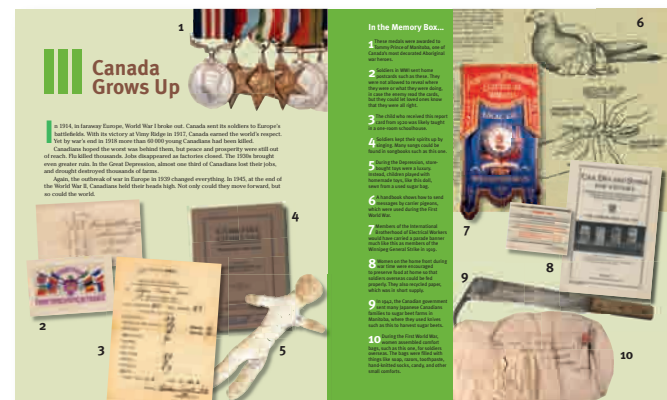 1
Canada
Grows Up
In 1914, in faraway Europe, World War I broke out. Canada sent its soldiers to Europe's
battlefields. With its victory at Vimy Ridge in 1917, Canada earned the world's respect.
Yet by war's end in 1918 more than 60 000 young Canadians had been killed.
Canadians hoped the worst was behind them, but peace and prosperity were still out
of reach. Flu killed thousands. Jobs disappeared as factories closed. The 1930s brought
even greater ruin. In the Great Depression, almost one third of Canadians lost their jobs,
and drought destroyed thousands of farms.
Again, the outbreak of war in Europe in 1939 changed everything. In 1945, at the end of
the World War II, Canadians held their heads high. Not only could they move forward, but
so could the world.
2
3
4
5
In the Memory Box...
1 These medals were awarded to
Tommy Prince of Manitoba, one of
Canada's most decorated Aboriginal
war heroes.
2 Soldiers in WWI sent home
postcards such as these. They
were not allowed to reveal where
they were or what they were doing,
in case the enemy read the cards,
but they could let loved ones know
that they were all right.
3 The child who received this report
card from 1920 was likely taught
in a one-room schoolhouse.
4 Soldiers kept their spirits up by
singing. Many songs could be
found in songbooks such as this one.
5 During the Depression, store-
bought toys were a luxury.
Instead, children played with
homemade toys, like this doll,
sewn from a used sugar bag.
6 A handbook shows how to send
messages by carrier pigeons,
which were used during the First
World War.
7 Members of the International
Brotherhood of Electrical Workers
would have carried a parade banner
much like this as members of the
Winnipeg General Strike in 1919.
8 Women on the home front during
war time were encouraged
to preserve food at home so that
soldiers overseas could be fed
properly. They also recycled paper,
which was in short supply.
9 In 1942, the Canadian government
sent many Japanese Canadians
families to sugar beet farms in
Manitoba, where they used knives
such as this to harvest sugar beets.
10 During the First World War,
women assembled comfort
bags, such as this one, for soldiers
overseas. The bags were filled with
things like soap, razors, toothpaste,
hand-knitted socks, candy, and other
small comforts.
6
7
8
9
10